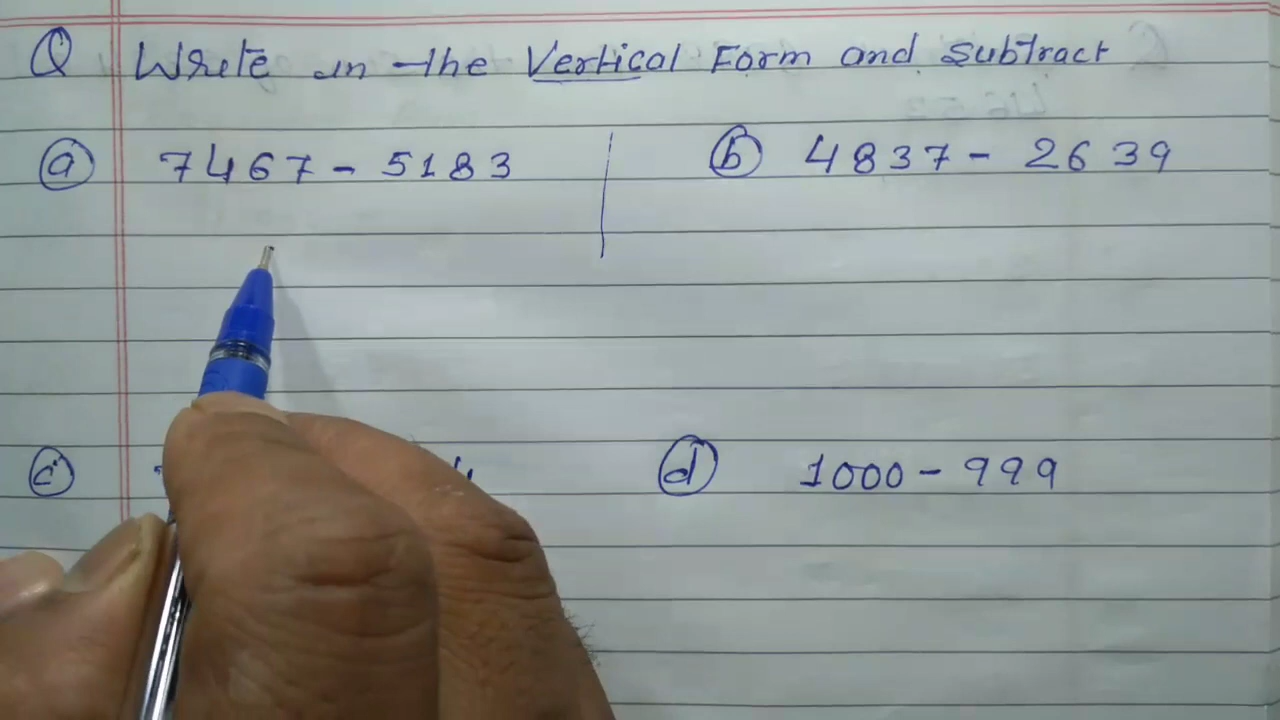 Q Write in the Vertical Form and Subtract
a 7467 - 5183
b 4837 - 2639
c
d 1000 - 999